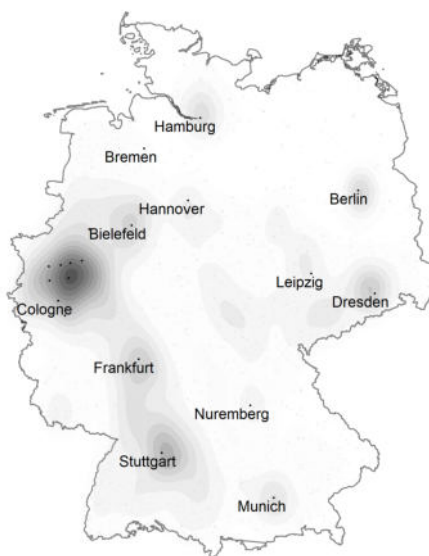 Hamburg
Bremen
Berlin
Hannover
Bielefeld
Leipzig
Dresden
Cologne
Frankfurt
Nuremberg
Stuttgart
Munich